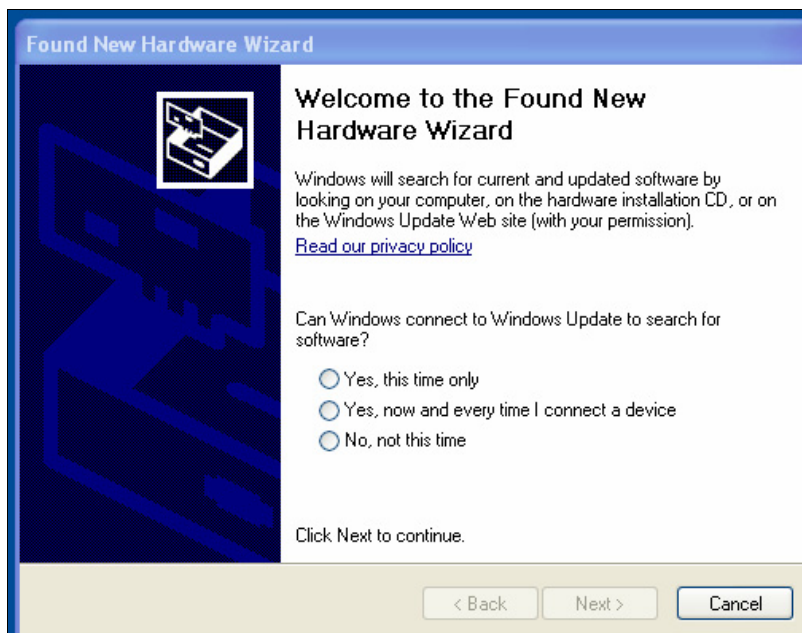 Found New Hardware Wizard
Welcome to the Found New
Hardware Wizard
Windows will search for current and updated software by
looking on your computer, on the hardware installation CD, or on
the Windows Update Web site (with your permission).
Read our privacy policy
Can Windows connect to Windows Update to search for
software?
Yes, this time only
Yes, now and every time I connect a device
No, not this time
Click Next to continue.
< Back
Next >
Cancel